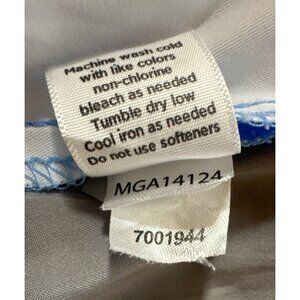 Machine wash cold
with like colors
non-chlorine
bleach as needed
Tumble dry low
Cool iron as needed
Do not use softeners
MGA14124
7001944